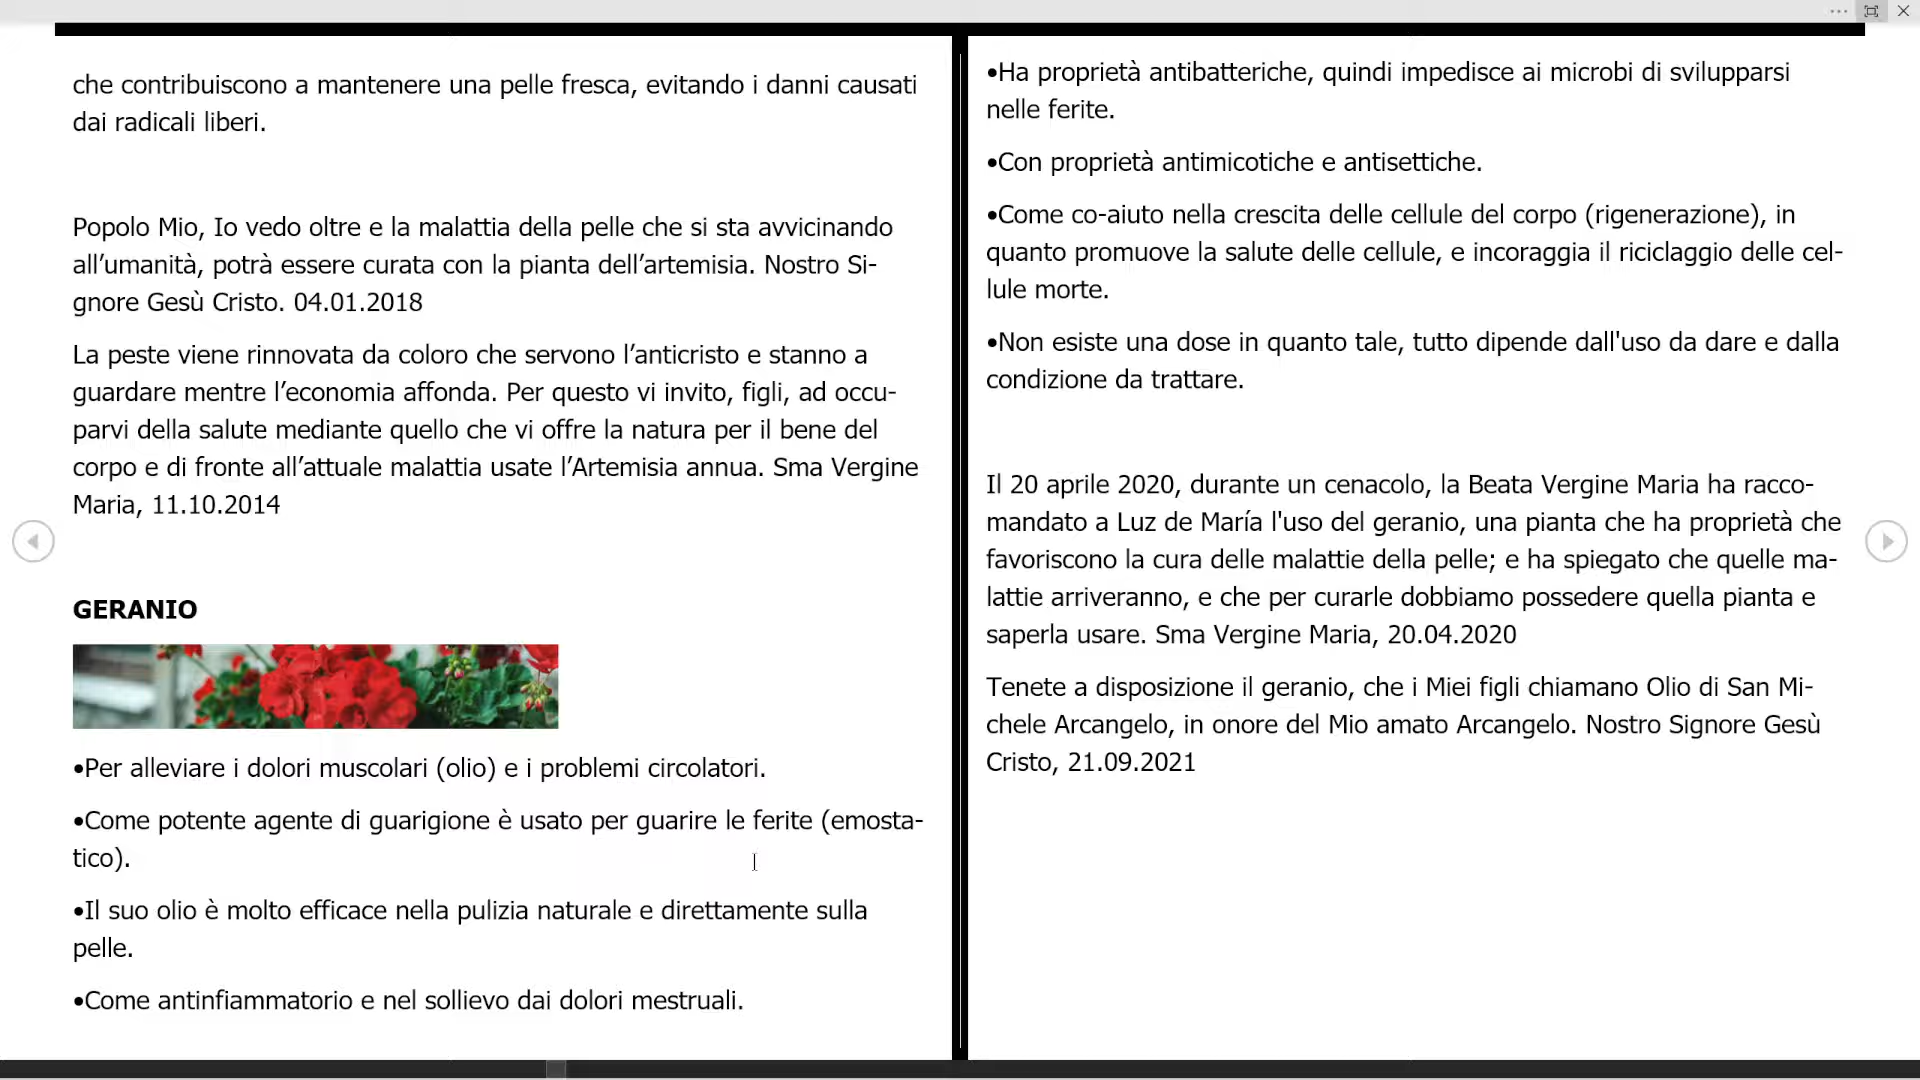 che contribuiscono a mantenere una pelle fresca, evitando i danni causati
dai radicali liberi.
Popolo Mio, Io vedo oltre e la malattia della pelle che si sta avvicinando
all’umanità, potrà essere curata con la pianta dell’artemisia. Nostro Si-
gnore Gesù Cristo. 04.01.2018
La peste viene rinnovata da coloro che servono l’anticristo e stanno a
guardare mentre l’economia affonda. Per questo vi invito, figli, ad occu-
parvi della salute mediante quello che vi offre la natura per il bene del
corpo e di fronte all’attuale malattia usate l’Artemisia annua. Sma Vergine
Maria, 11.10.2014
GERANIO
•Per alleviare i dolori muscolari (olio) e i problemi circolatori.
•Come potente agente di guarigione è usato per guarire le ferite (emosta-
tico).
•Il suo olio è molto efficace nella pulizia naturale e direttamente sulla
pelle.
•Come antinfiammatorio e nel sollievo dai dolori mestruali.
•Ha proprietà antibatteriche, quindi impedisce ai microbi di svilupparsi
nelle ferite.
•Con proprietà antimicotiche e antisettiche.
•Come co-aiuto nella crescita delle cellule del corpo (rigenerazione), in
quanto promuove la salute delle cellule, e incoraggia il riciclaggio delle cel-
lule morte.
•Non esiste una dose in quanto tale, tutto dipende dall'uso da dare e dalla
condizione da trattare.
Il 20 aprile 2020, durante un cenacolo, la Beata Vergine Maria ha racco-
mandato a Luz de María l'uso del geranio, una pianta che ha proprietà che
favoriscono la cura delle malattie della pelle; e ha spiegato che quelle ma-
lattie arriveranno, e che per curarle dobbiamo possedere quella pianta e
saperla usare. Sma Vergine Maria, 20.04.2020
Tenete a disposizione il geranio, che i Miei figli chiamano Olio di San Mi-
chele Arcangelo, in onore del Mio amato Arcangelo. Nostro Signore Gesù
Cristo, 21.09.2021